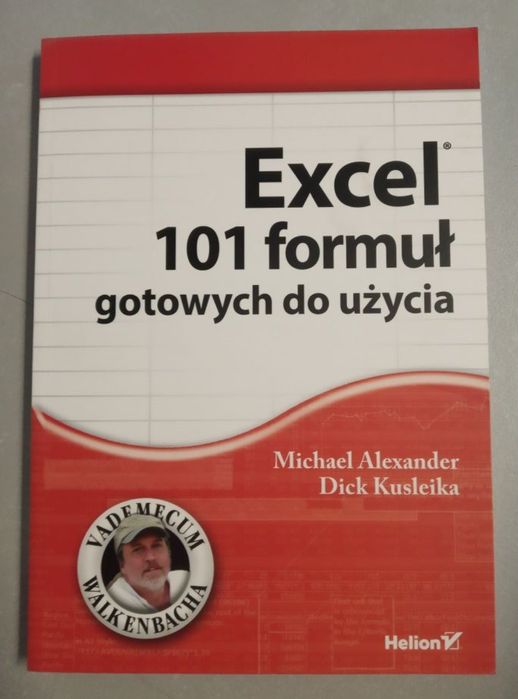 Excel®
101 formuł
gotowych do użycia
Michael Alexander
Dick Kusleika
VADEMECUM
WALKENBACHA
Helion